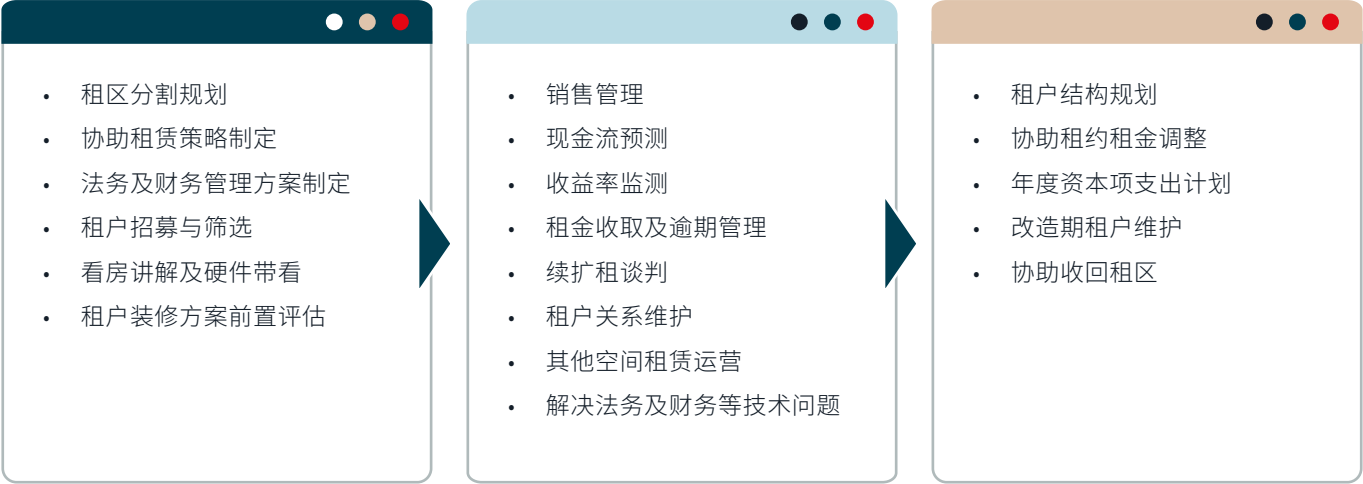 • 租区分割规划
• 协助租赁策略制定
• 法务及财务管理方案制定
• 租户招募与筛选
• 看房讲解及硬件带看
• 租户装修方案前置评估
• 销售管理
• 现金流预测
• 收益率监测
• 租金收取及逾期管理
• 续扩租谈判
• 租户关系维护
• 其他空间租赁运营
• 解决法务及财务等技术问题
• 租户结构规划
• 协助租约租金调整
• 年度资本项支出计划
• 改造期租户维护
• 协助收回租区